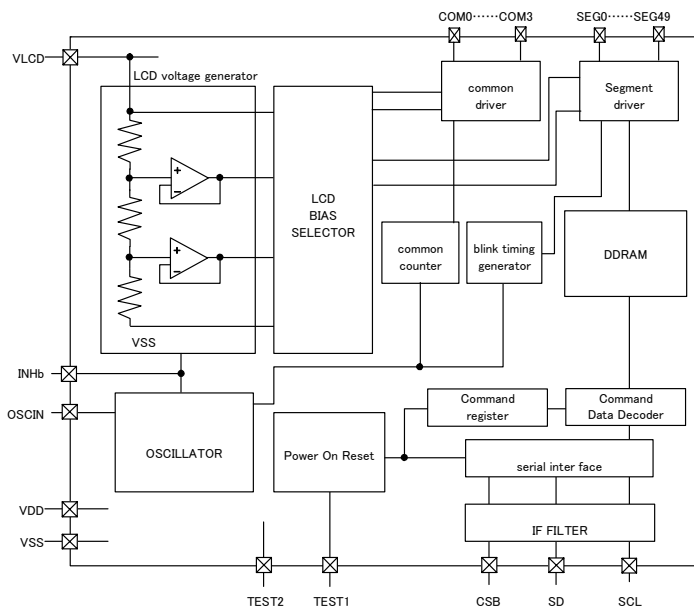 COM0……COM3
SEG0……SEG49
VLCD
LCD voltage generator
common
driver
Segment
driver
LCD
BIAS
SELECTOR
common
counter
blink timing
generator
DDRAM
+
−
+
−
VSS
INHb
OSCIN
OSCILLATOR
Power On Reset
Command
register
Command
Data Decoder
serial inter face
IF FILTER
VDD
VSS
TEST2
TEST1
CSB
SD
SCL